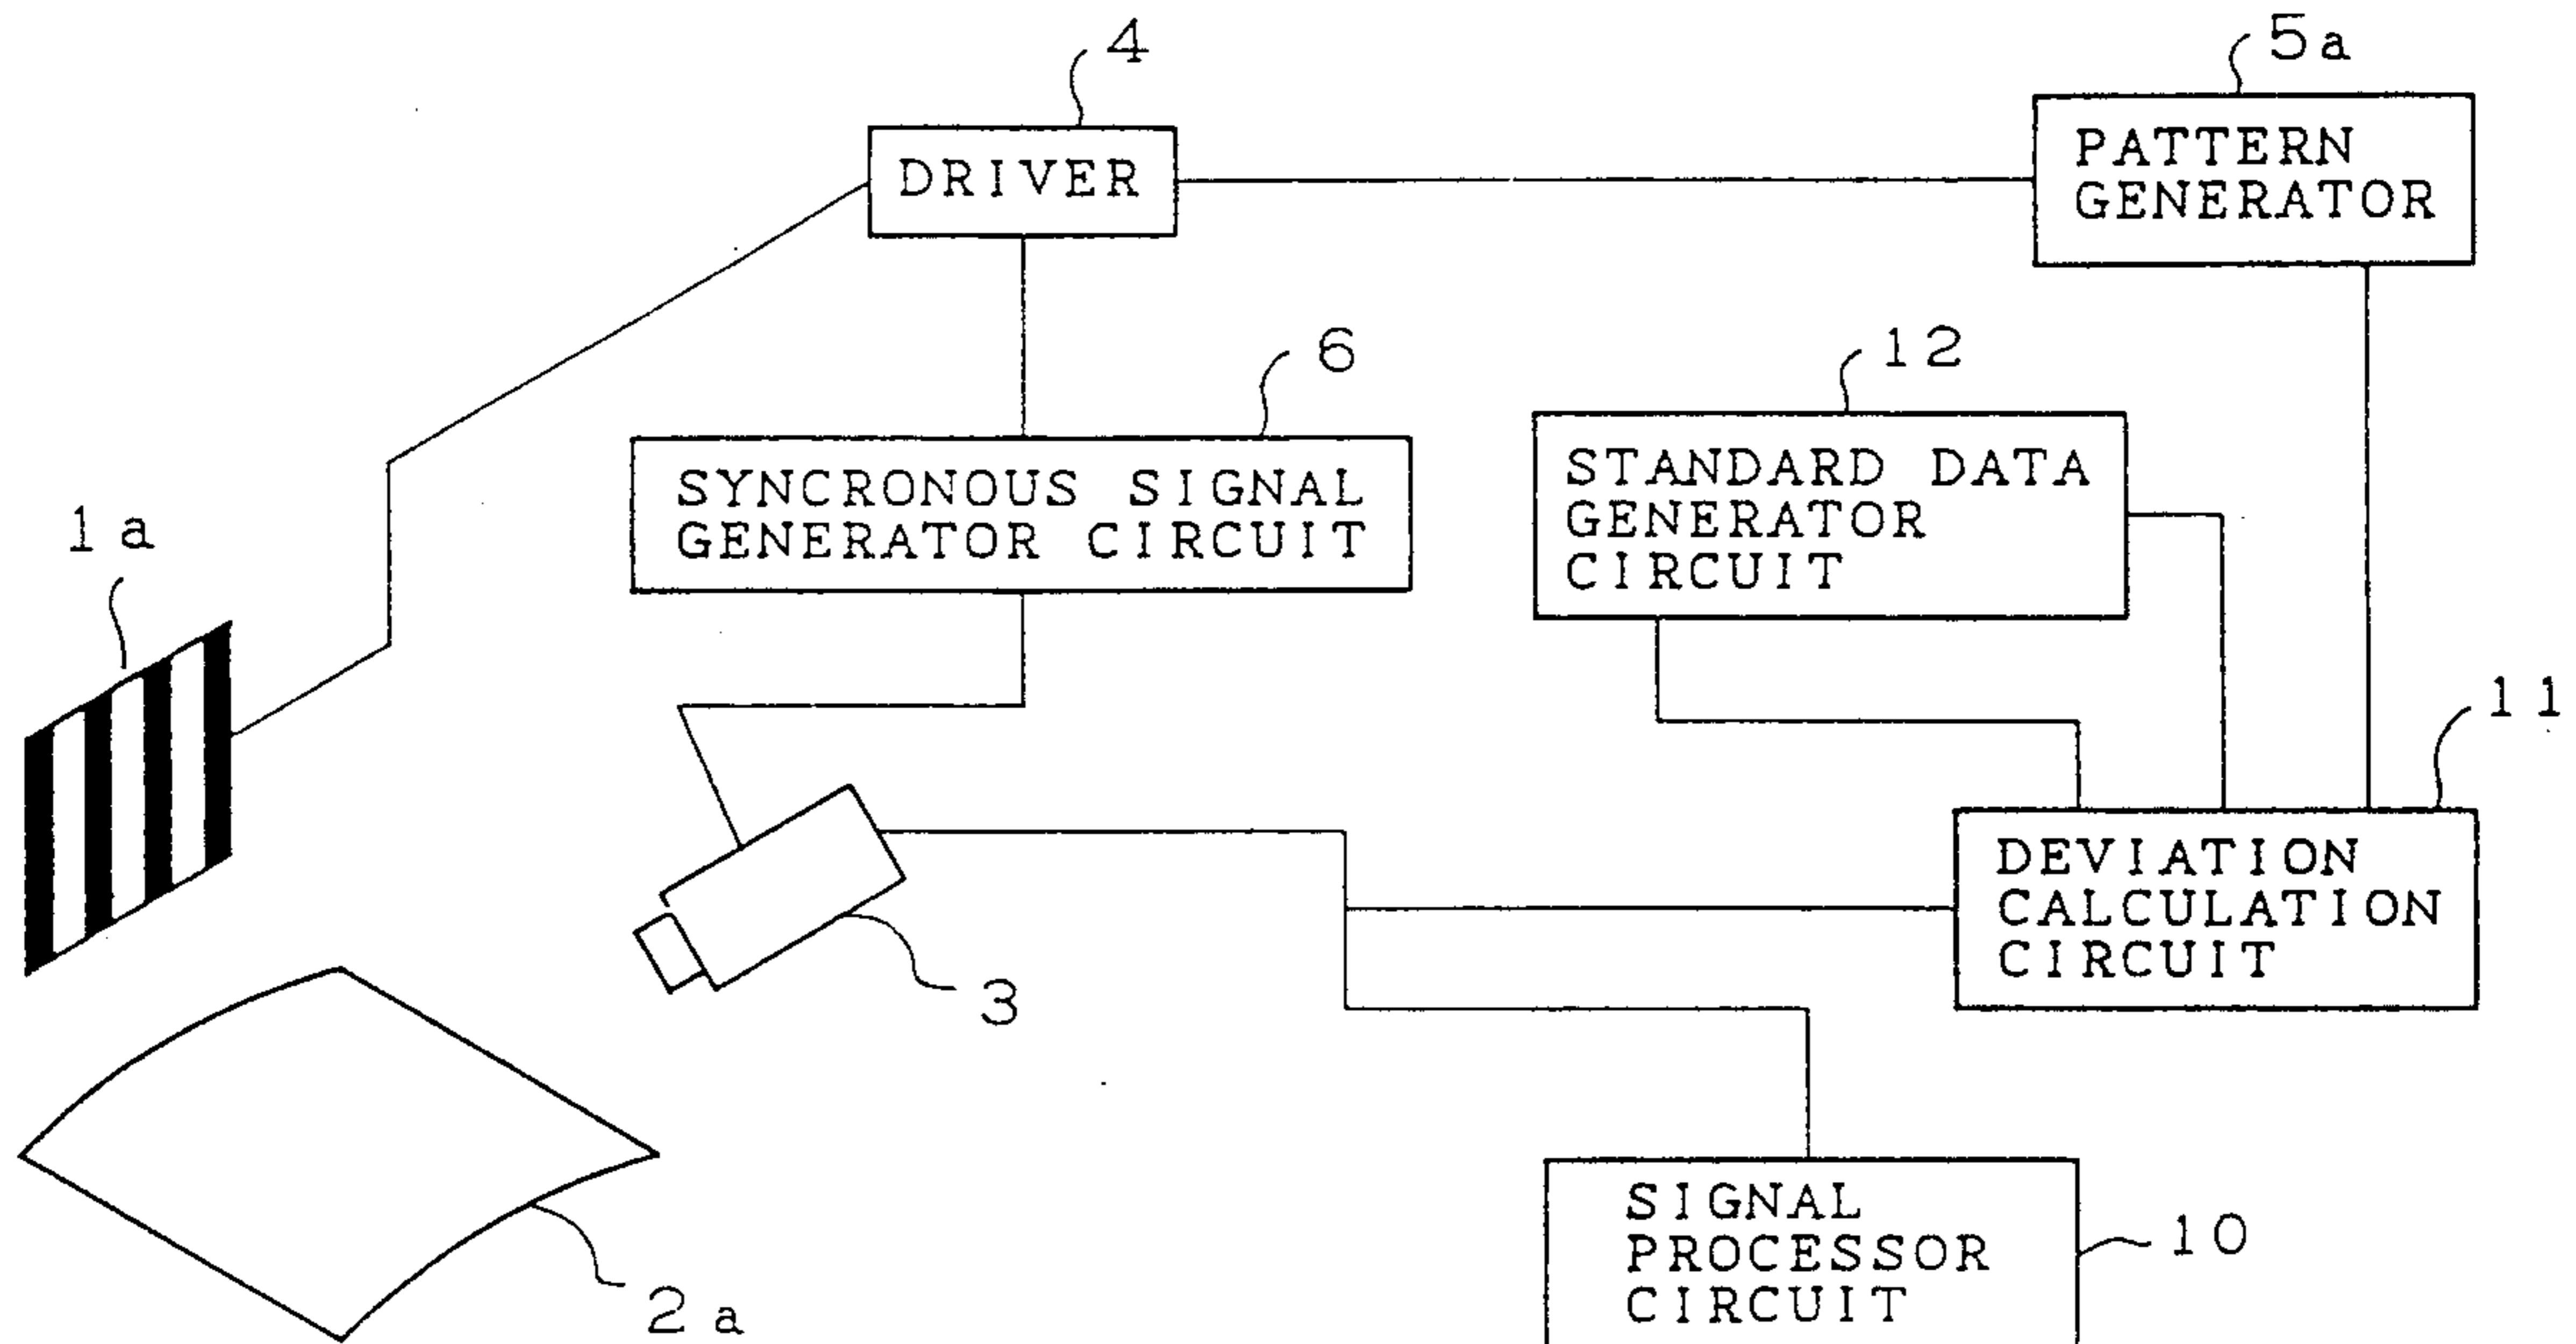 4
5a
DRIVER
PATTERN
GENERATOR
6
12
SYNCRONOUS SIGNAL
GENERATOR CIRCUIT
STANDARD DATA
GENERATOR
CIRCUIT
1a
11
DEVIATION
CALCULATION
CIRCUIT
3
SIGNAL
PROCESSOR
CIRCUIT
10
2a